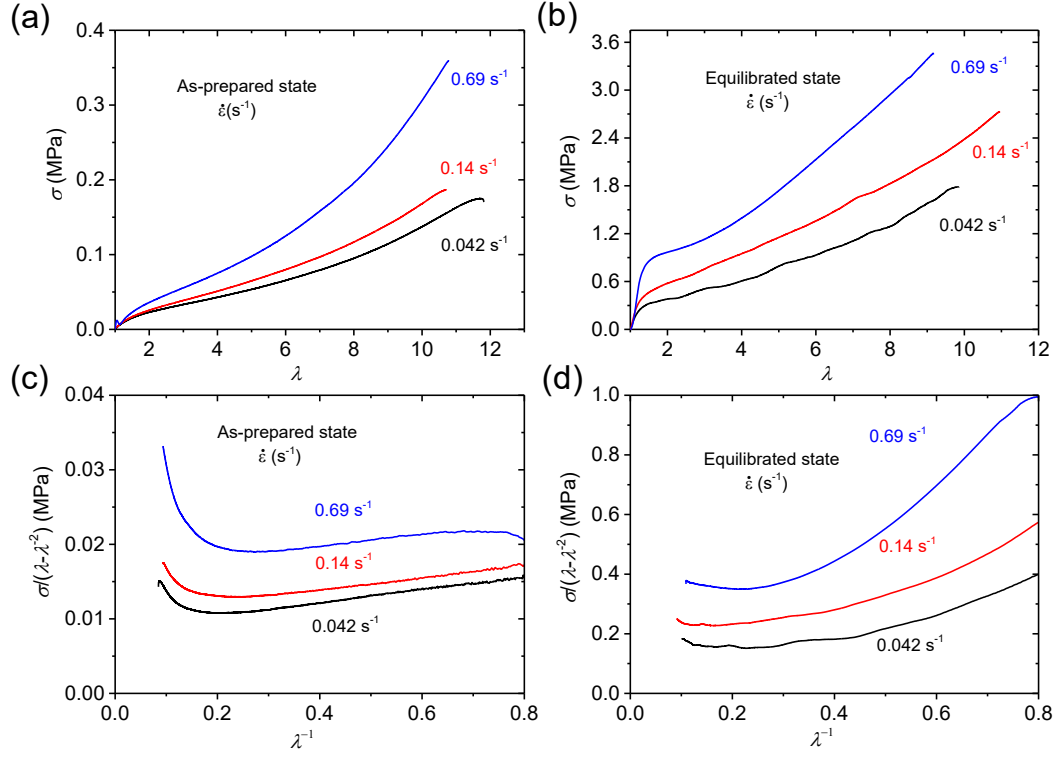 (a)
0.4
0.3
0.2
0.1
0.0
σ (MPa)
As-prepared state
ε̇(s⁻¹)
0.69 s⁻¹
0.14 s⁻¹
0.042 s⁻¹
2 4 6 8 10 12
λ
(b)
3.6
3.0
2.4
1.8
1.2
0.6
0.0
σ (MPa)
Equilibrated state
ε̇ (s⁻¹)
0.69 s⁻¹
0.14 s⁻¹
0.042 s⁻¹
1 2 3 4 5 6 7 8 9 10 11 12
λ
(c)
0.04
0.03
0.02
0.01
0.00
σ/(λ-λ⁻²) (MPa)
As-prepared state
ε̇ (s⁻¹)
0.69 s⁻¹
0.14 s⁻¹
0.042 s⁻¹
0.0 0.2 0.4 0.6 0.8
λ⁻¹
(d)
1.0
0.8
0.6
0.4
0.2
0.0
σ/(λ-λ⁻²) (MPa)
Equilibrated state
ε̇ (s⁻¹)
0.69 s⁻¹
0.14 s⁻¹
0.042 s⁻¹
0.0 0.2 0.4 0.6 0.8
λ⁻¹